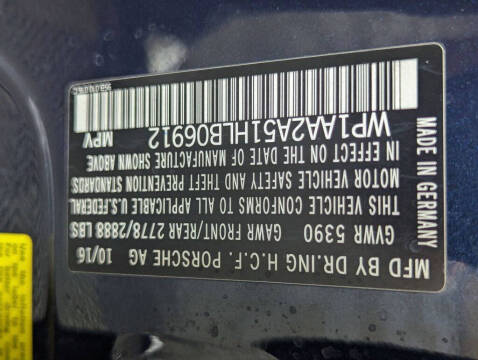 MFD BY DR.ING H.C.F. PORSCHE AG
10/16
GVWR 5390
GAWR FRONT/REAR 2778/2888 LBS
THIS VEHICLE CONFORMS TO ALL APPLICABLE U.S.FEDERAL
MOTOR VEHICLE SAFETY AND THEFT PREVENTION STANDARDS
IN EFFECT ON THE DATE OF MANUFACTURE SHOWN ABOVE
WP1AA2A51HLB06912
MPV
MADE IN GERMANY